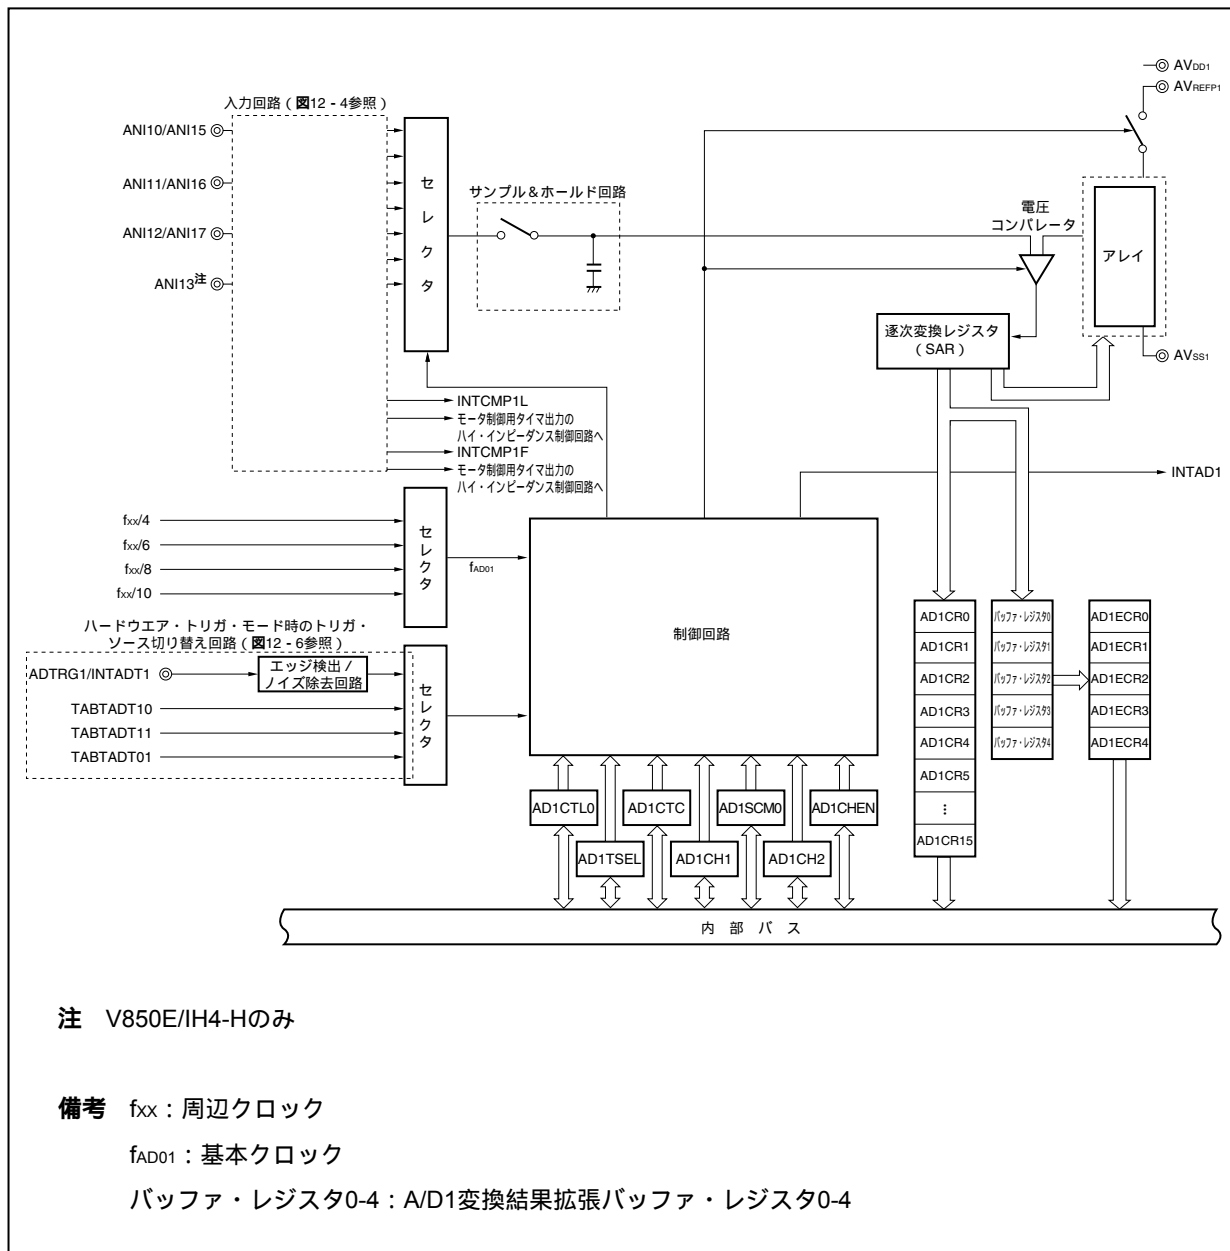 AVDD1
AVREFP1
入力回路（図12-4参照）
ANI10/ANI15
ANI11/ANI16
ANI12/ANI17
ANI13注
セレクタ
サンプル＆ホールド回路
電圧
コンパレータ
アレイ
逐次変換レジスタ
（SAR）
AVSS1
INTCMP1L
モータ制御用タイマ出力の
ハイ・インピーダンス制御回路へ
INTCMP1F
モータ制御用タイマ出力の
ハイ・インピーダンス制御回路へ
INTAD1
fxx/4
fxx/6
fxx/8
fxx/10
セレクタ
fAD01
制御回路
ハードウエア・トリガ・モード時のトリガ・
ソース切り替え回路（図12-6参照）
ADTRG1/INTADT1
エッジ検出／
ノイズ除去回路
TABTADT10
TABTADT11
TABTADT01
セレクタ
AD1CR0
AD1CR1
AD1CR2
AD1CR3
AD1CR4
AD1CR5
…
AD1CR15
バッファ・レジスタ0
バッファ・レジスタ1
バッファ・レジスタ2
バッファ・レジスタ3
バッファ・レジスタ4
AD1ECR0
AD1ECR1
AD1ECR2
AD1ECR3
AD1ECR4
AD1CTL0
AD1CTC
AD1SCM0
AD1CHEN
AD1TSEL
AD1CH1
AD1CH2
内 部 バ ス
注 V850E/IH4-Hのみ
備考 fxx：周辺クロック
fAD01：基本クロック
バッファ・レジスタ0-4：A/D1変換結果拡張バッファ・レジスタ0-4